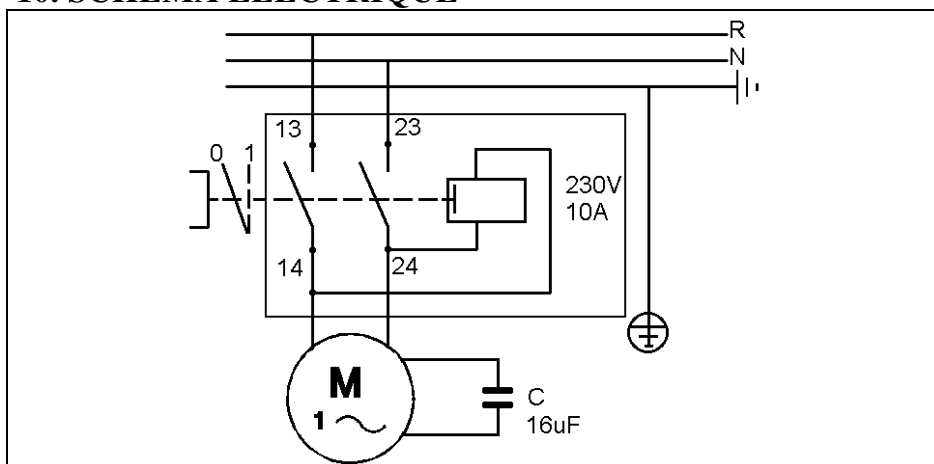 10. SCHEMA ELECTRIQUE
R
N
13
23
0 1
230V
10A
14
24
M
1
C
16uF